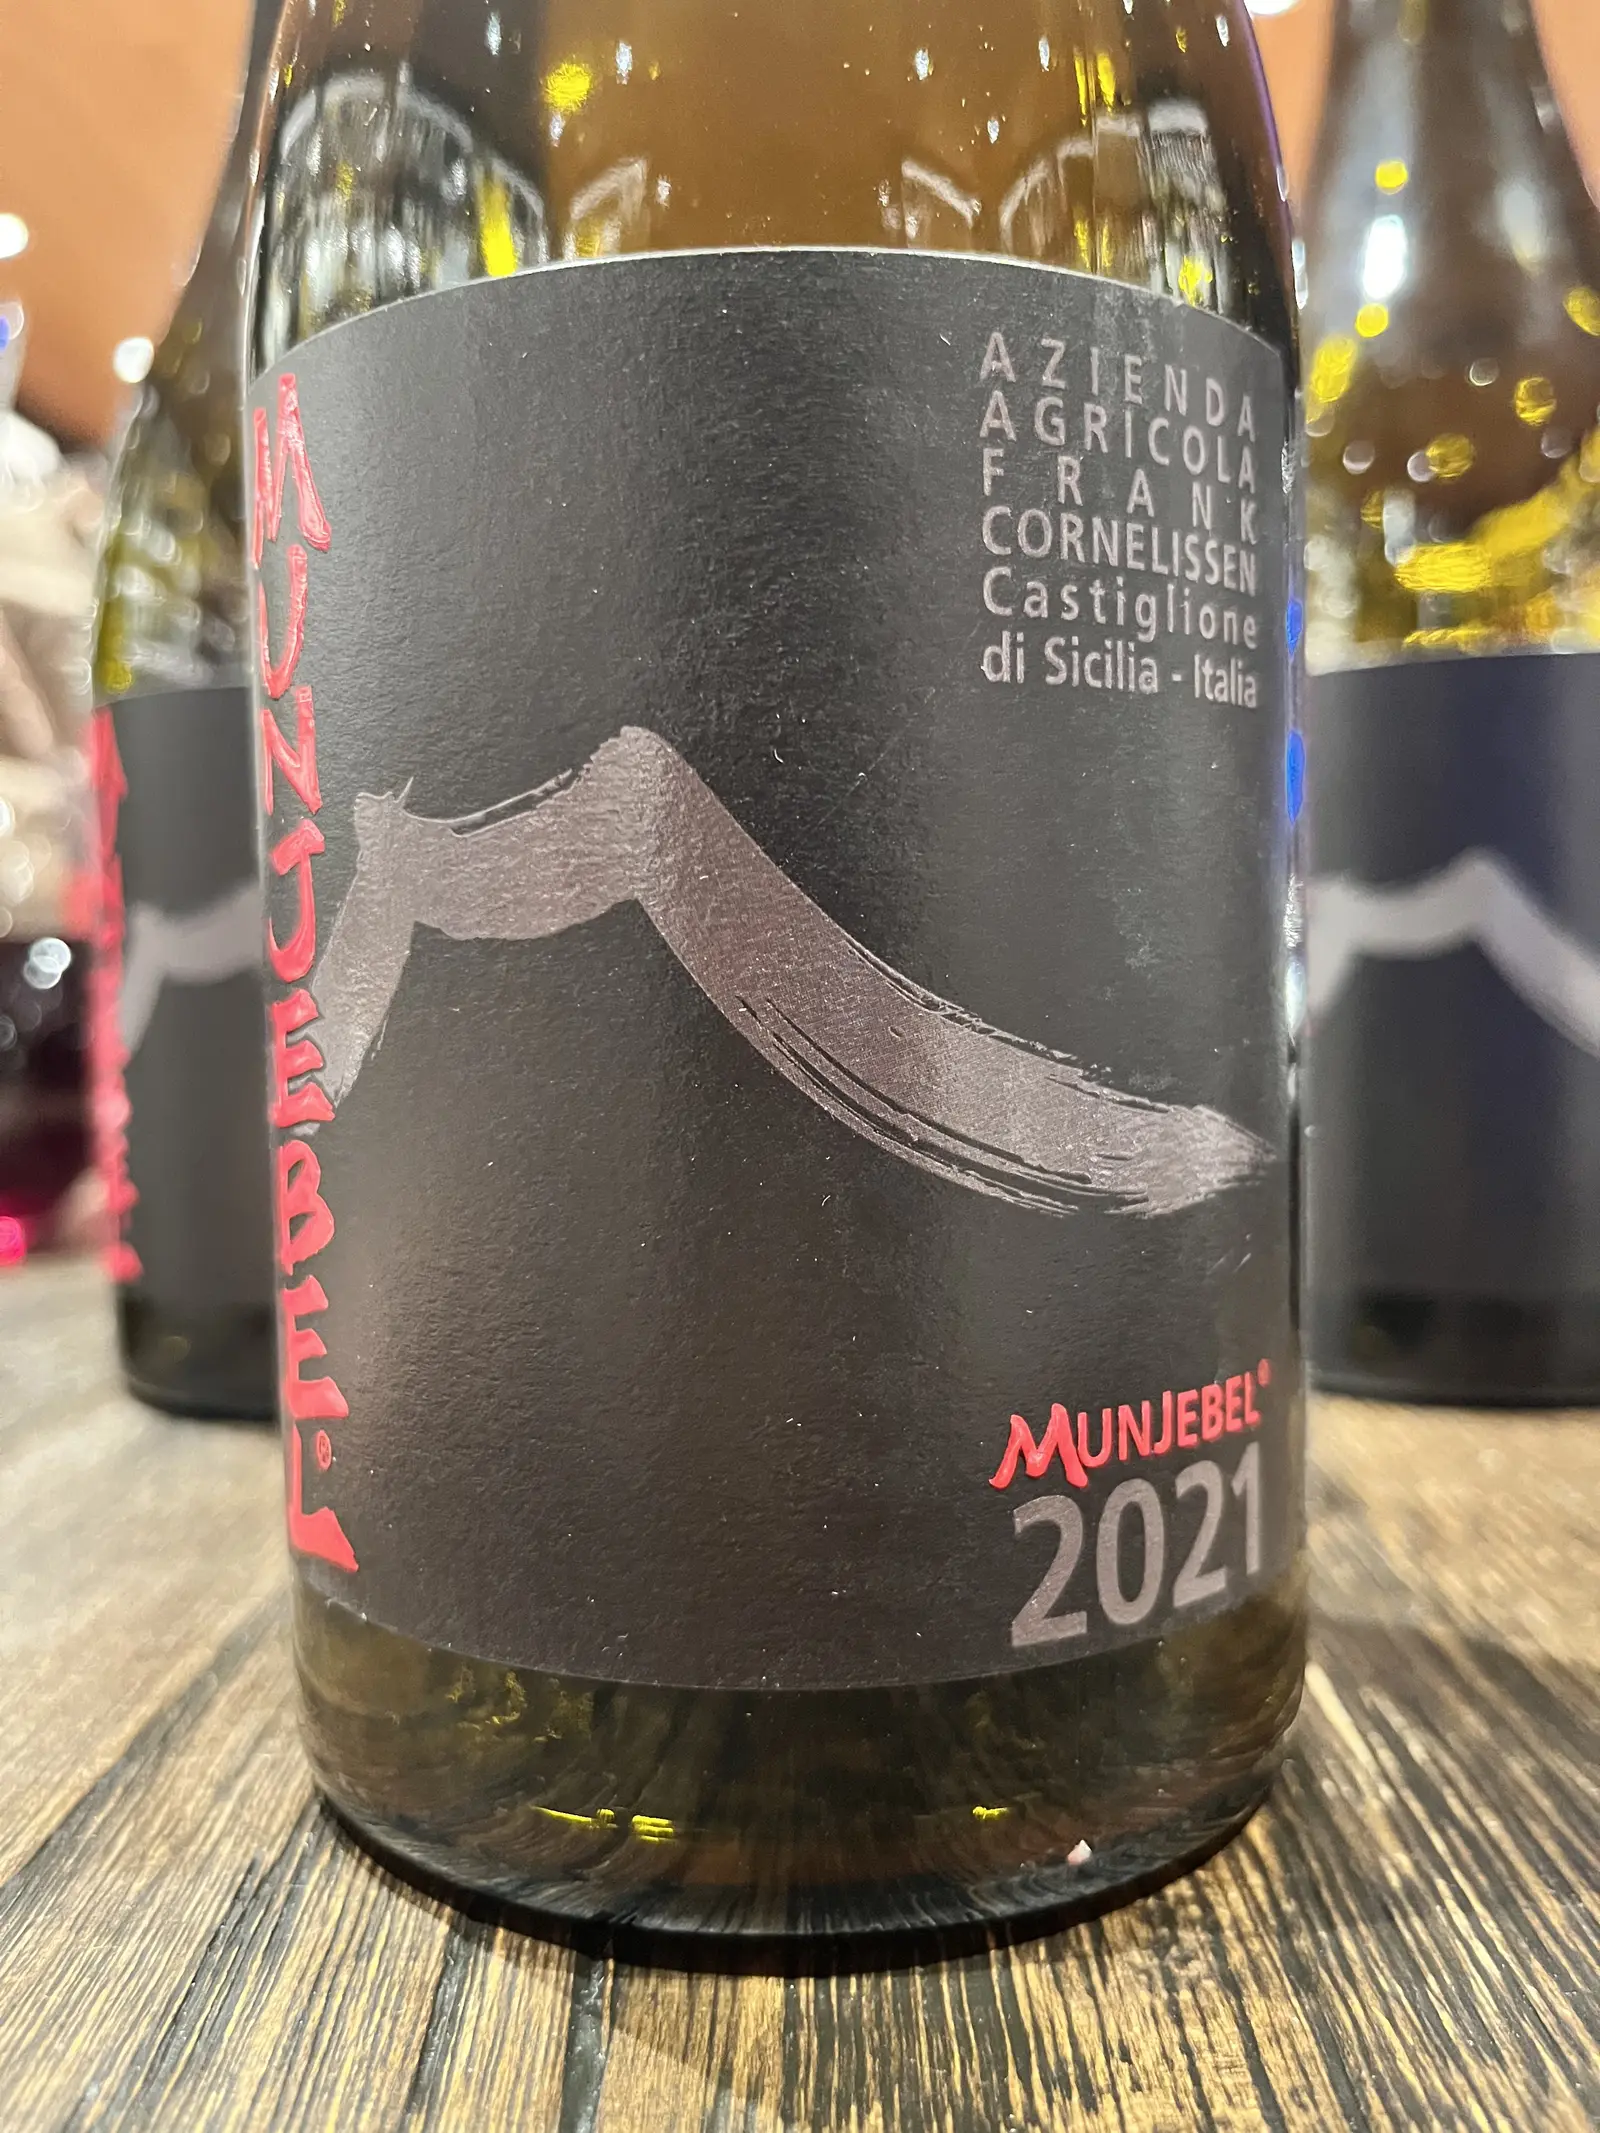 MUNJEBEL®
AZIENDA
AGRICOLA
FRANK
CORNELISSEN
Castiglione
di Sicilia - Italia
MUNJEBEL®
2021